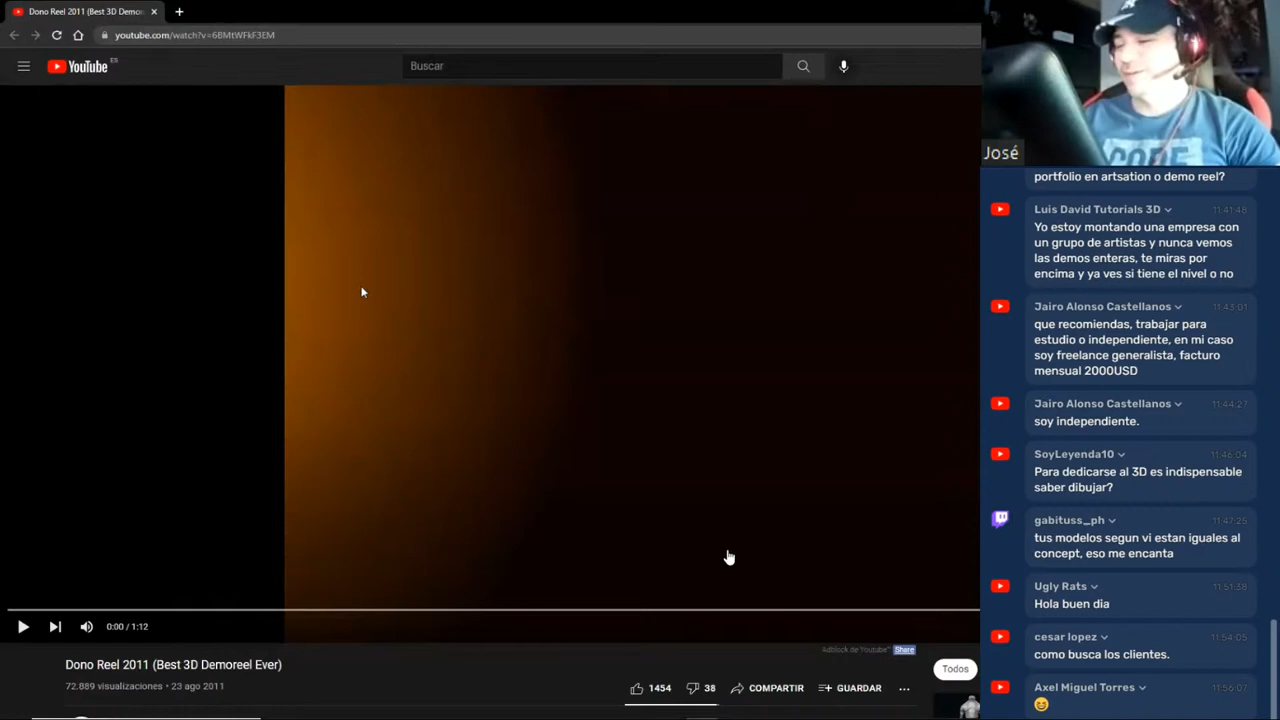 Dono Reel 2011 (Best 3D Demor
youtube.com/watch?v=6BMtWFkF3EM
YouTube ES
Buscar
0:00 / 1:12
Adblock de Youtube™ Share
Dono Reel 2011 (Best 3D Demoreel Ever)
Todos
72.889 visualizaciones • 23 ago 2011
1454
38
COMPARTIR
GUARDAR
CODE
José
portfolio en artsation o demo reel?
Luis David Tutorials 3D 11:41:48
Yo estoy montando una empresa con
un grupo de artistas y nunca vemos
las demos enteras, te miras por
encima y ya ves si tiene el nivel o no
Jairo Alonso Castellanos 11:43:01
que recomiendas, trabajar para
estudio o independiente, en mi caso
soy freelance generalista, facturo
mensual 2000USD
Jairo Alonso Castellanos 11:44:27
soy independiente.
SoyLeyenda10 11:46:04
Para dedicarse al 3D es indispensable
saber dibujar?
gabituss_ph 11:47:25
tus modelos segun vi estan iguales al
concept, eso me encanta
Ugly Rats 11:51:38
Hola buen dia
cesar lopez 11:54:05
como busca los clientes.
Axel Miguel Torres 11:56:07
😆